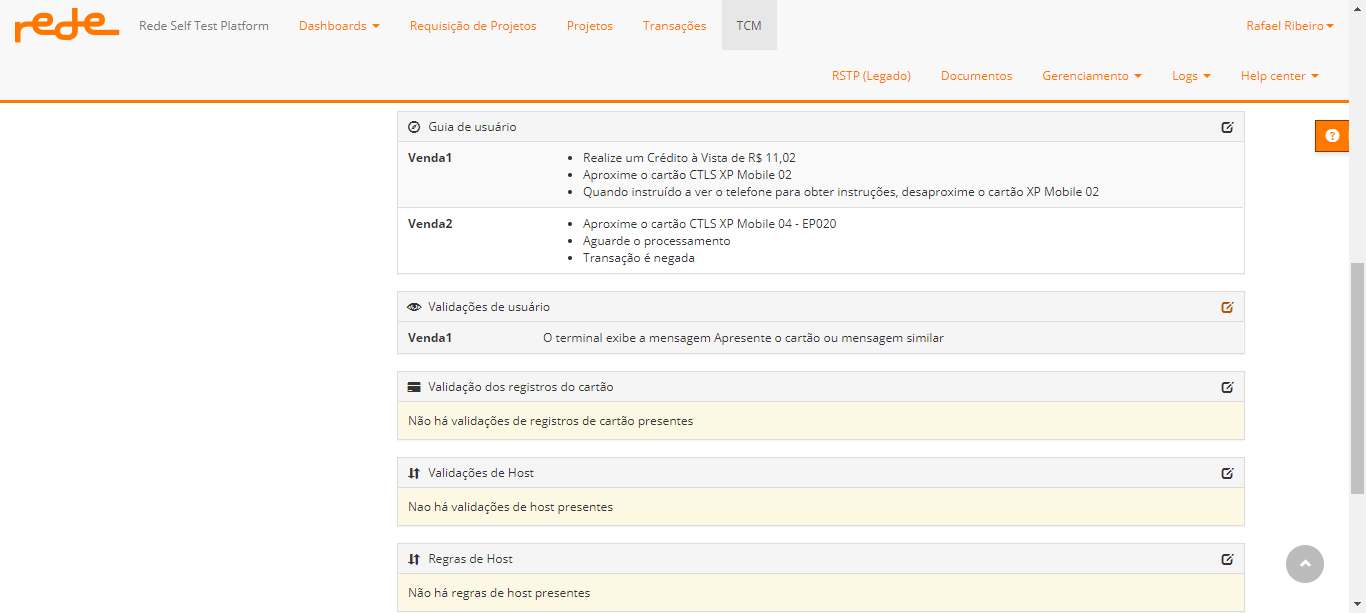 rede Rede Self Test Platform Dashboards Requisição de Projetos Projetos Transações TCM Rafael Ribeiro
RSTP (Legado) Documentos Gerenciamento Logs Help center
Guia de usuário
Venda1
Realize um Crédito à Vista de R$ 11,02
Aproxime o cartão CTLS XP Mobile 02
Quando instruído a ver o telefone para obter instruções, desaproxime o cartão XP Mobile 02
Venda2
Aproxime o cartão CTLS XP Mobile 04 - EP020
Aguarde o processamento
Transação é negada
Validações de usuário
Venda1 O terminal exibe a mensagem Apresente o cartão ou mensagem similar
Validação dos registros do cartão
Não há validações de registros de cartão presentes
Validações de Host
Nao há validações de host presentes
Regras de Host
Não há regras de host presentes